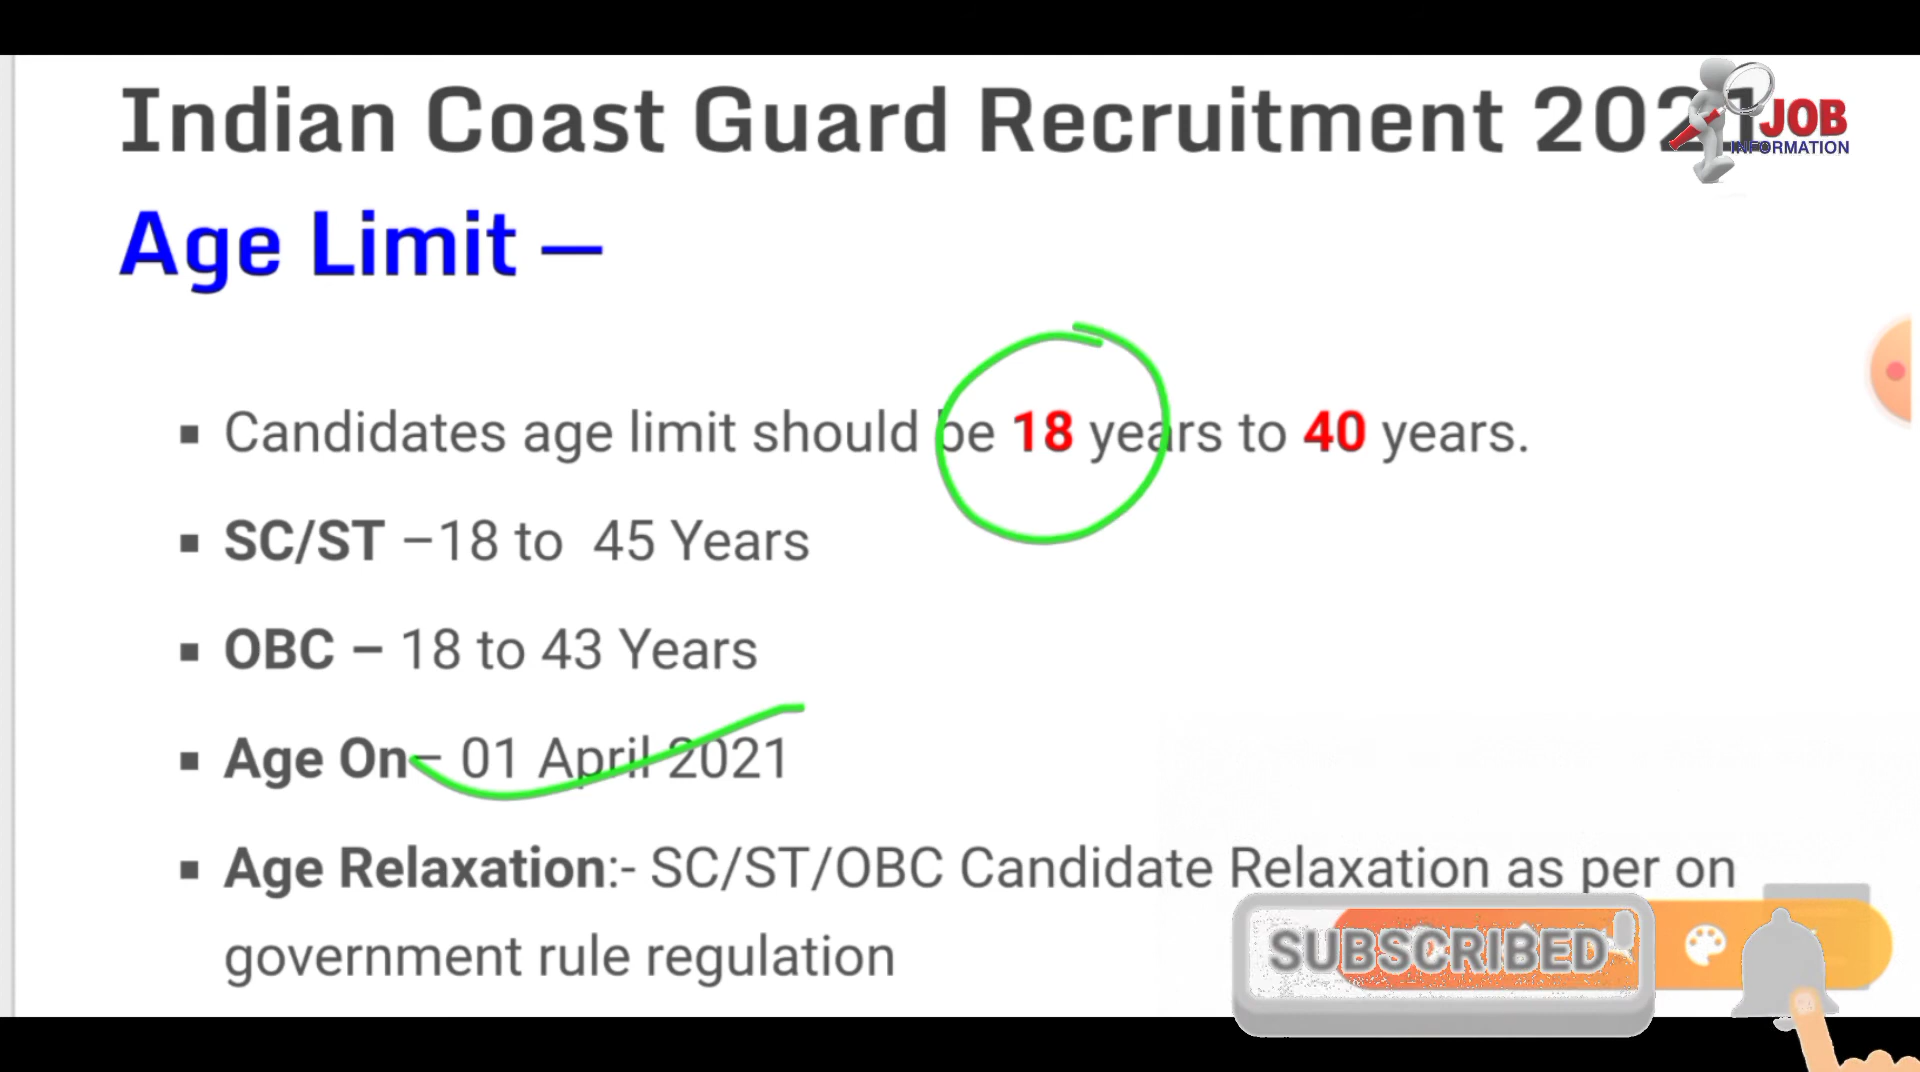 Indian Coast Guard Recruitment 2021
JOB
INFORMATION
Age Limit –
▪ Candidates age limit should be 18 years to 40 years.
▪ SC/ST –18 to 45 Years
▪ OBC – 18 to 43 Years
▪ Age On– 01 April 2021
▪ Age Relaxation:- SC/ST/OBC Candidate Relaxation as per on
government rule regulation
SUBSCRIBED